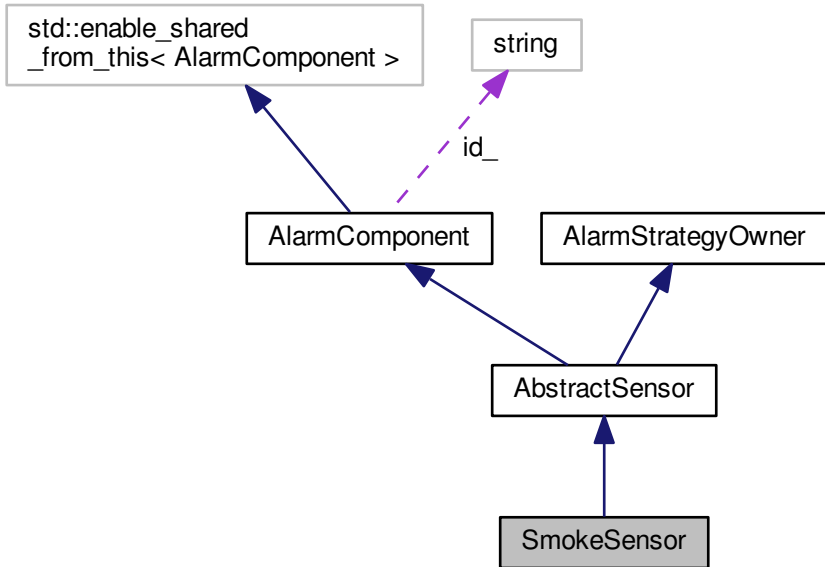 std::enable_shared
_from_this< AlarmComponent >
string
id_
AlarmComponent
AlarmStrategyOwner
AbstractSensor
SmokeSensor